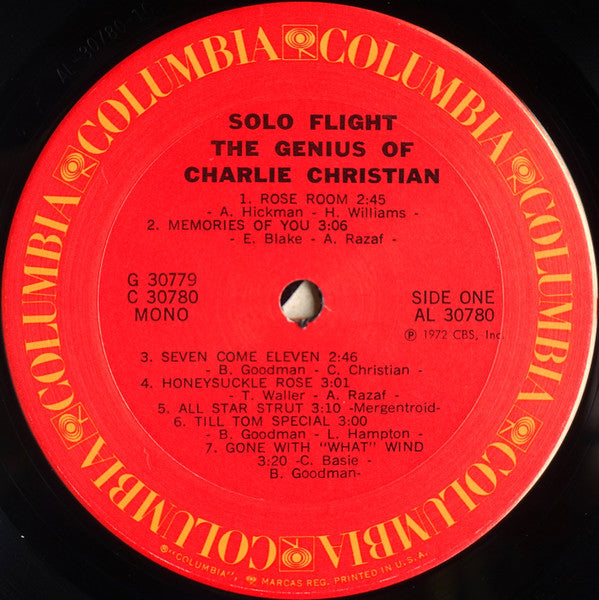 COLUMBIA COLUMBIA COLUMBIA COLUMBIA COLUMBIA COLUMBIA
AL-30780-1C
SOLO FLIGHT
THE GENIUS OF
CHARLIE CHRISTIAN
1. ROSE ROOM 2:45
- A. Hickman - H. Williams -
2. MEMORIES OF YOU 3:06
- E. Blake - A. Razaf -
G 30779
C 30780
MONO
SIDE ONE
AL 30780
Ⓟ 1972 CBS, Inc.
3. SEVEN COME ELEVEN 2:46
- B. Goodman - C. Christian -
4. HONEYSUCKLE ROSE 3:01
- T. Waller - A. Razaf -
5. ALL STAR STRUT 3:10 -Mergentroid-
6. TILL TOM SPECIAL 3:00
- B. Goodman - L. Hampton -
7. GONE WITH "WHAT" WIND
3:20 -C. Basie -
B. Goodman-
®"COLUMBIA", MARCAS REG. PRINTED IN U.S.A.